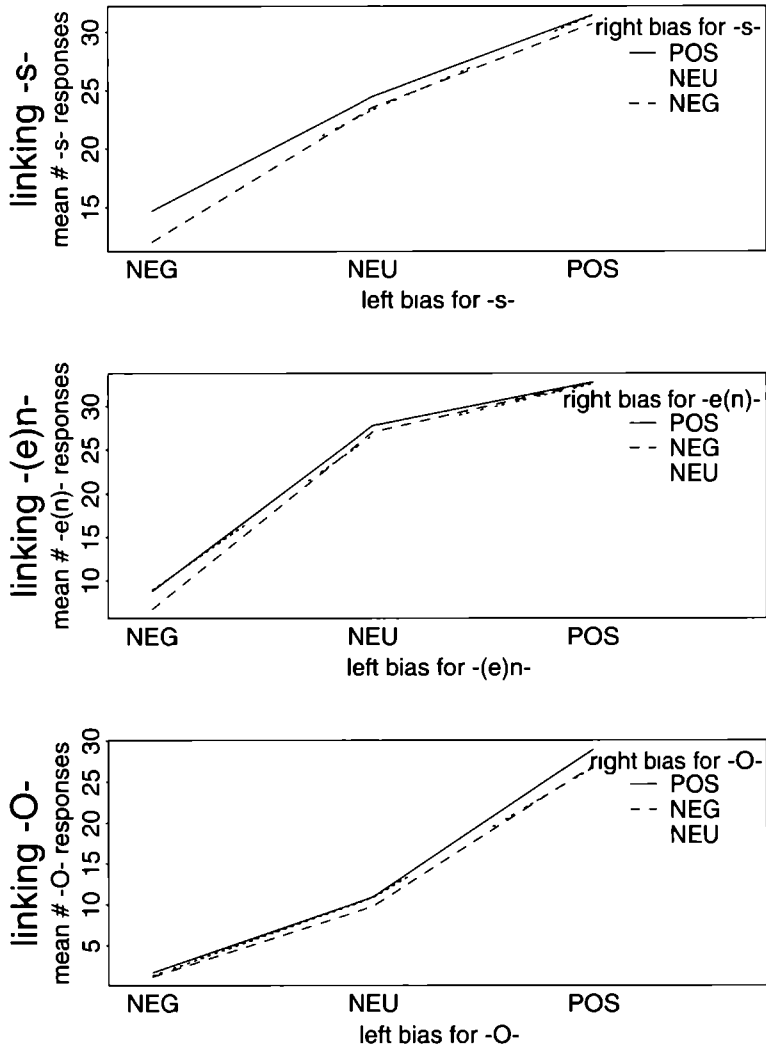 linking -s-
mean # -s- responses
30
25
20
15
right bias for -s-
POS
NEU
NEG
NEG NEU POS
left bias for -s-
linking -(e)n-
mean # -e(n)- responses
30
25
20
15
10
right bias for -e(n)-
POS
NEG
NEU
NEG NEU POS
left bias for -(e)n-
linking -O-
mean # -O- responses
30
25
20
15
10
5
right bias for -O-
POS
NEG
NEU
NEG NEU POS
left bias for -O-